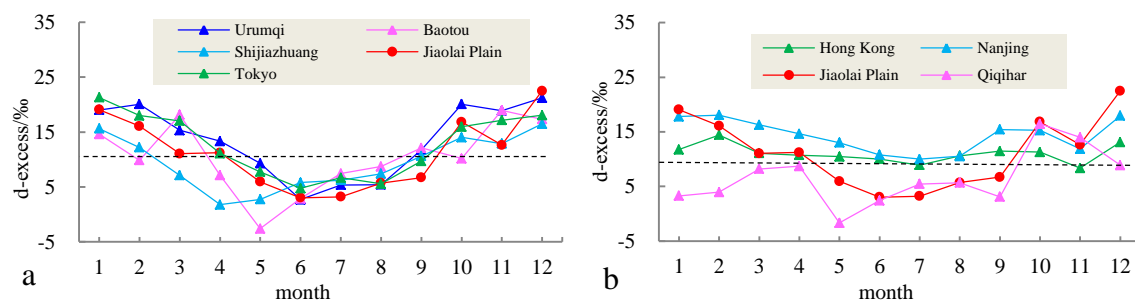 35
25
15
5
-5
d-excess/‰
Urumqi Baotou
Shijiazhuang Jiaolai Plain
Tokyo
1 2 3 4 5 6 7 8 9 10 11 12
month
a
35
25
15
5
-5
d-excess/‰
Hong Kong Nanjing
Jiaolai Plain Qiqihar
1 2 3 4 5 6 7 8 9 10 11 12
month
b